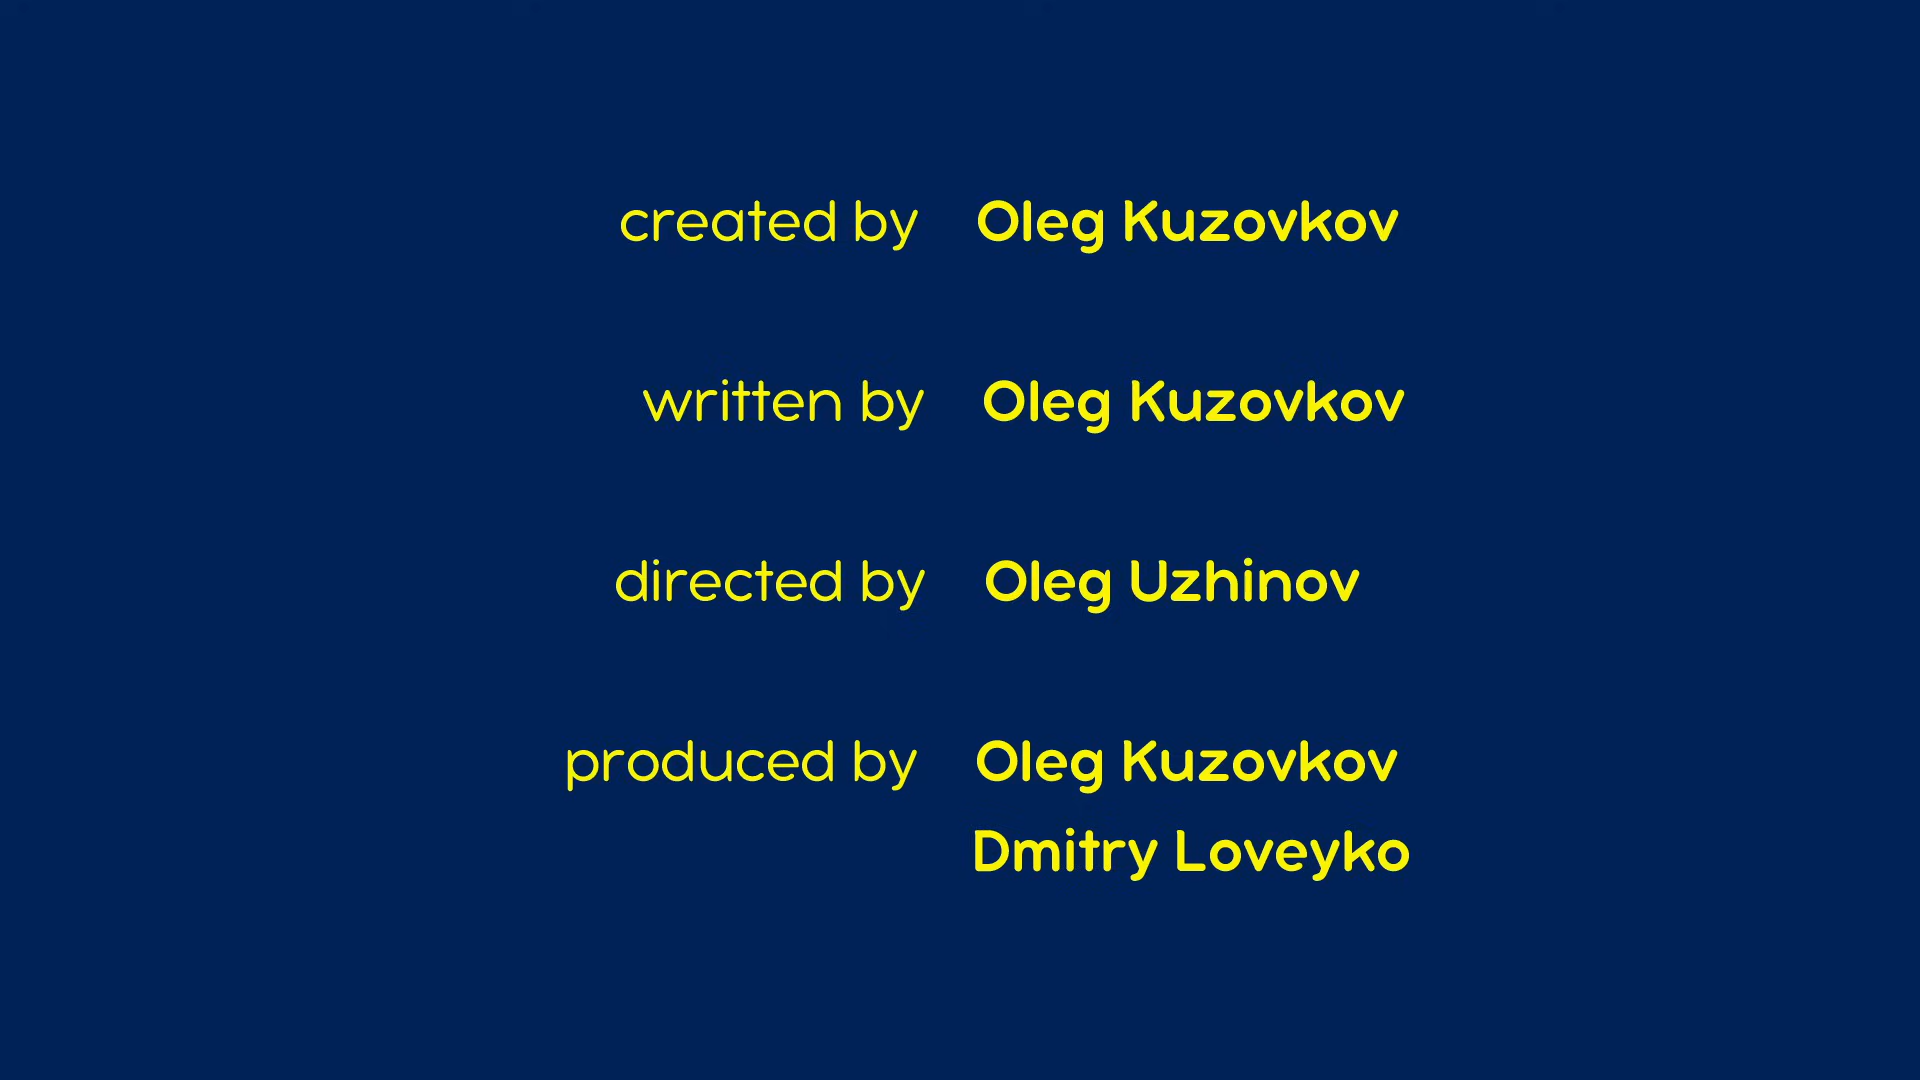 created by Oleg Kuzovkov
written by Oleg Kuzovkov
directed by Oleg Uzhinov
produced by Oleg Kuzovkov
Dmitry Loveyko